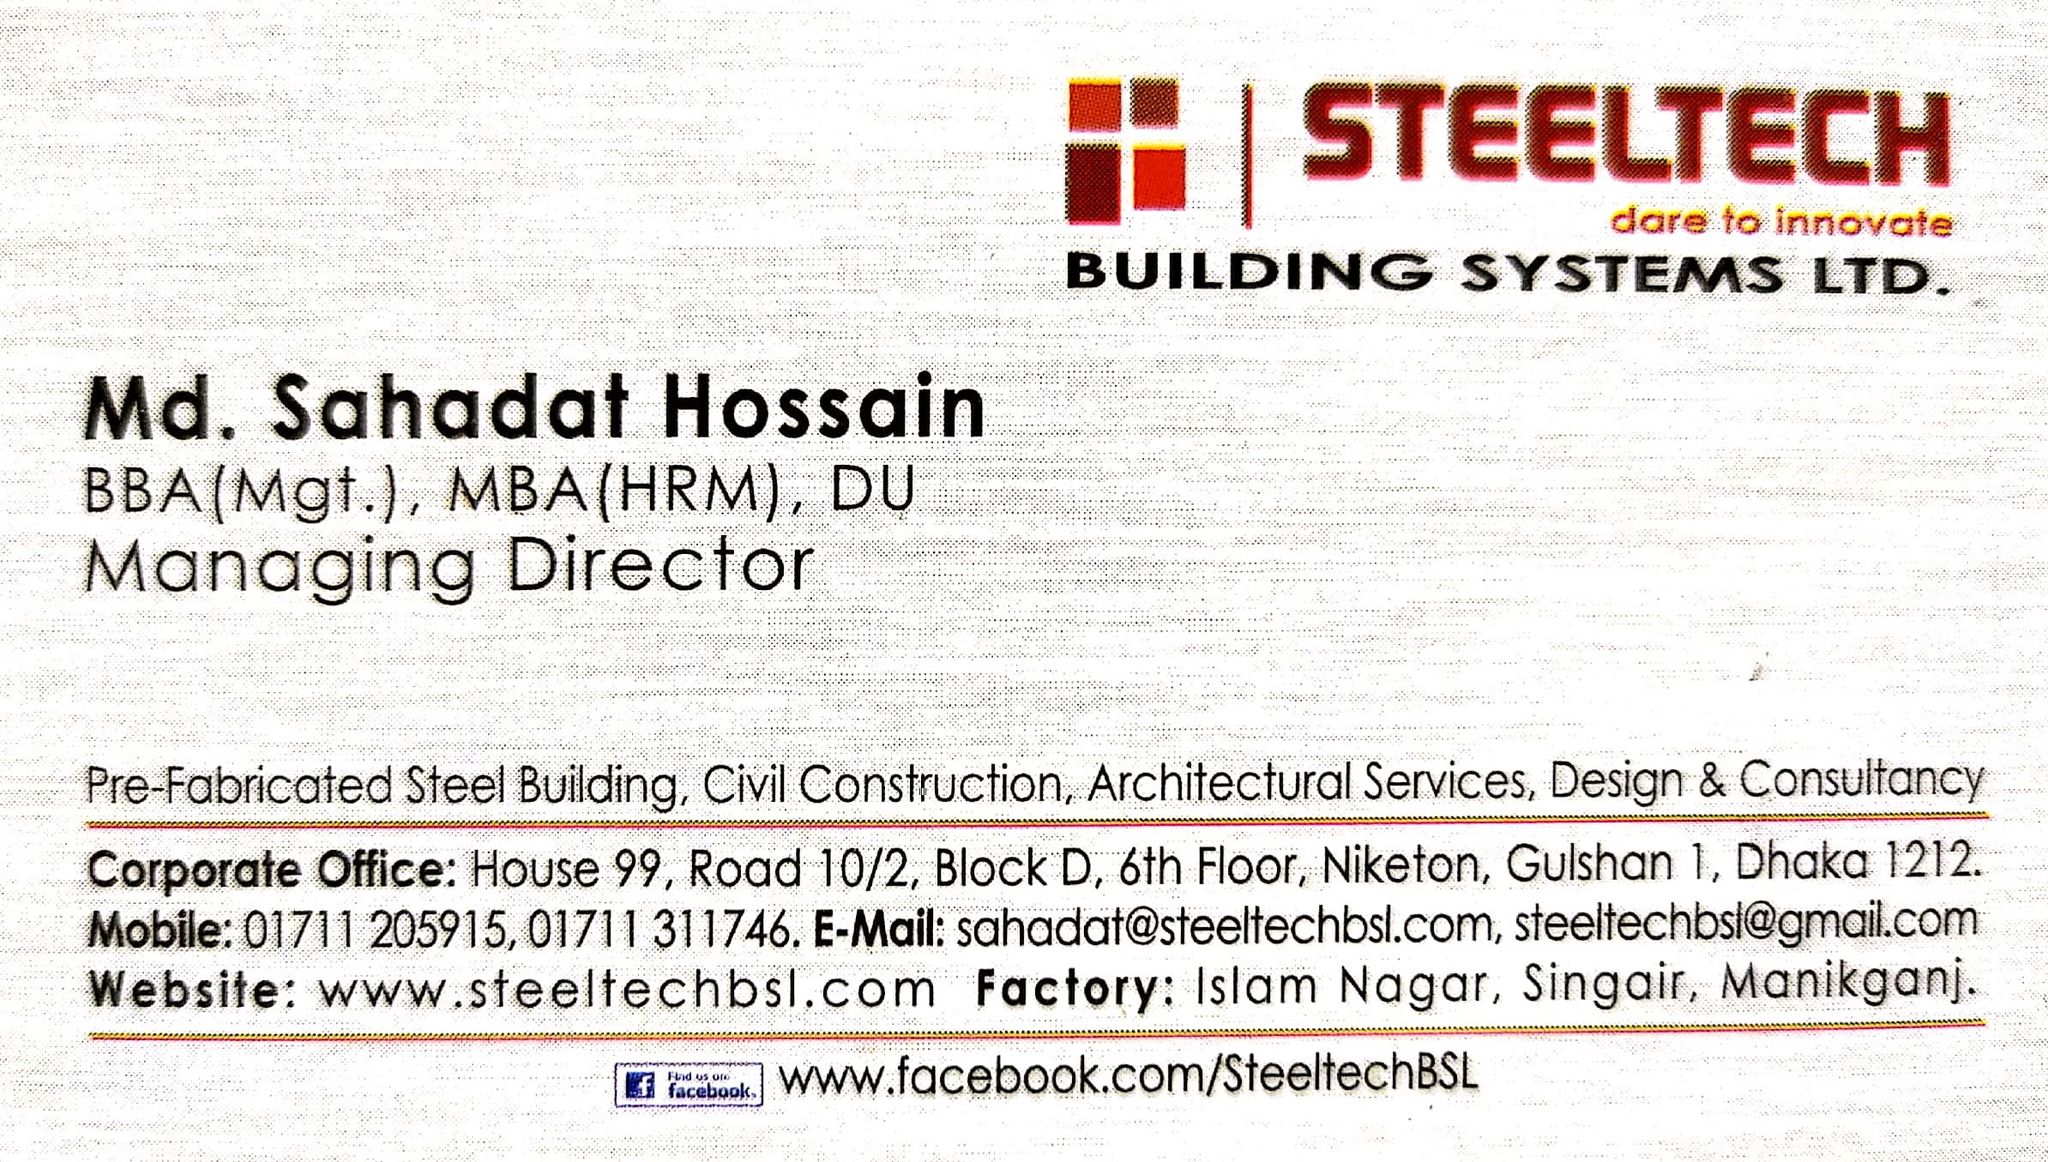 STEELTECH
dare to innovate
BUILDING SYSTEMS LTD.
Md. Sahadat Hossain
BBA(Mgt.), MBA(HRM), DU
Managing Director
Pre-Fabricated Steel Building, Civil Construction, Architectural Services, Design & Consultancy
Corporate Office: House 99, Road 10/2, Block D, 6th Floor, Niketon, Gulshan 1, Dhaka 1212.
Mobile: 01711 205915, 01711 311746. E-Mail: sahadat@steeltechbsl.com, steeltechbsl@gmail.com
Website: www.steeltechbsl.com Factory: Islam Nagar, Singair, Manikganj.
f Find us on: facebook. www.facebook.com/SteeltechBSL